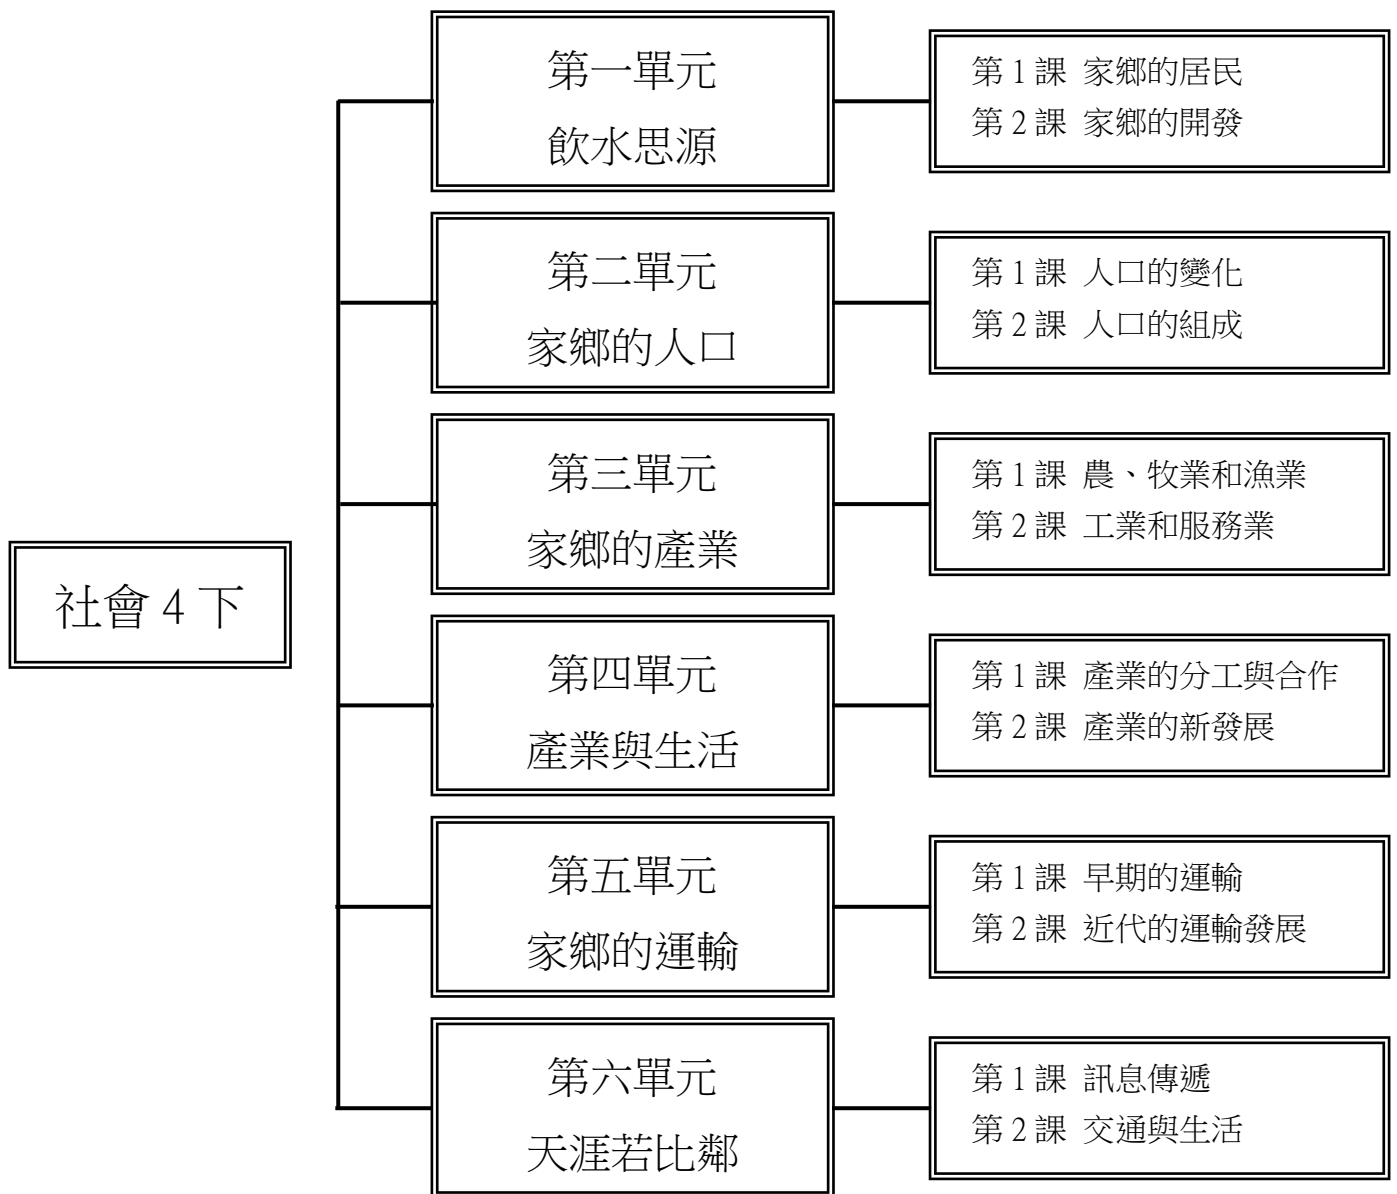 社會 4 下
第一單元
飲水思源
第 1 課 家鄉的居民
第 2 課 家鄉的開發
第二單元
家鄉的人口
第 1 課 人口的變化
第 2 課 人口的組成
第三單元
家鄉的產業
第 1 課 農、牧業和漁業
第 2 課 工業和服務業
第四單元
產業與生活
第 1 課 產業的分工與合作
第 2 課 產業的新發展
第五單元
家鄉的運輸
第 1 課 早期的運輸
第 2 課 近代的運輸發展
第六單元
天涯若比鄰
第 1 課 訊息傳遞
第 2 課 交通與生活